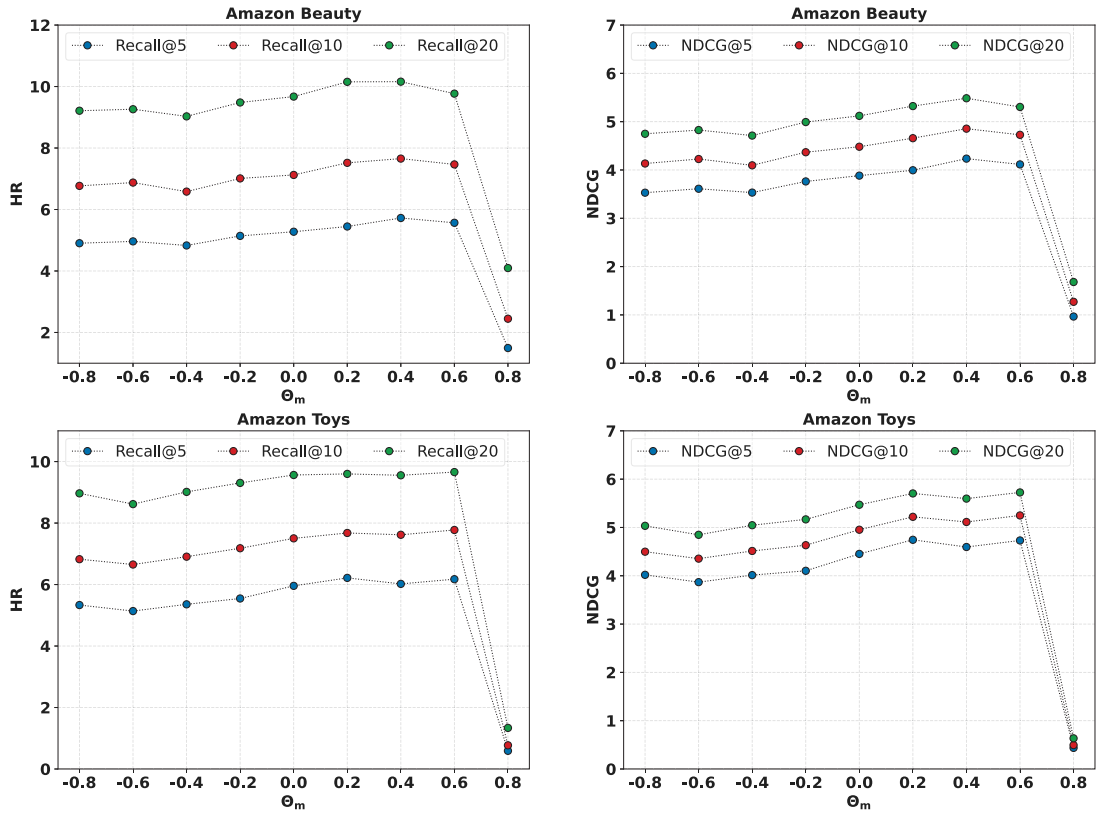 Amazon Beauty
12
10
8
6
4
2
HR
Recall@5 Recall@10 Recall@20
-0.8 -0.6 -0.4 -0.2 0.0 0.2 0.4 0.6 0.8
Θm
Amazon Beauty
7
6
5
4
3
2
1
0
NDCG
NDCG@5 NDCG@10 NDCG@20
-0.8 -0.6 -0.4 -0.2 0.0 0.2 0.4 0.6 0.8
Θm
Amazon Toys
10
8
6
4
2
0
HR
Recall@5 Recall@10 Recall@20
-0.8 -0.6 -0.4 -0.2 0.0 0.2 0.4 0.6 0.8
Θm
Amazon Toys
7
6
5
4
3
2
1
0
NDCG
NDCG@5 NDCG@10 NDCG@20
-0.8 -0.6 -0.4 -0.2 0.0 0.2 0.4 0.6 0.8
Θm